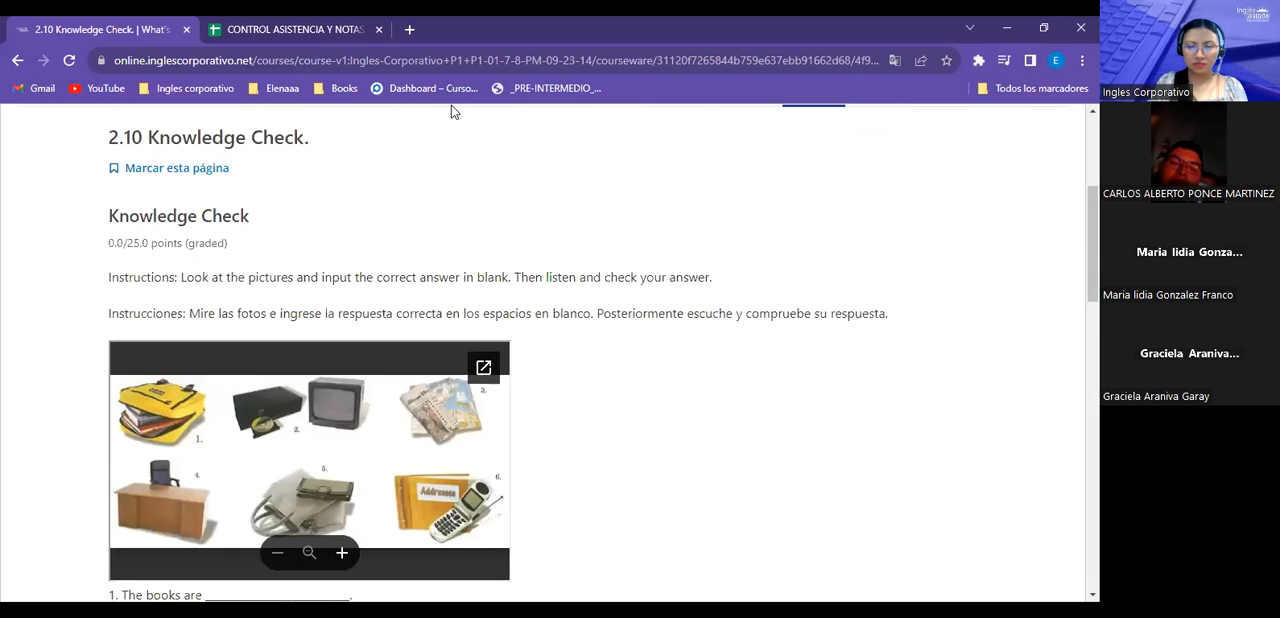 2.10 Knowledge Check. | What's
CONTROL ASISTENCIA Y NOTAS
online.inglescorporativo.net/courses/course-v1:Ingles-Corporativo+P1+P1-01-7-8-PM-09-23-14/courseware/31120f7265844b759e637ebb91662d68/4f9...
E
Gmail
YouTube
Ingles corporativo
Elenaaa
Books
Dashboard – Curso...
_PRE-INTERMEDIO_...
Todos los marcadores
2.10 Knowledge Check.
Marcar esta página
Knowledge Check
0.0/25.0 points (graded)
Instructions: Look at the pictures and input the correct answer in blank. Then listen and check your answer.
Instrucciones: Mire las fotos e ingrese la respuesta correcta en los espacios en blanco. Posteriormente escuche y compruebe su respuesta.
1.
2.
3.
4.
5.
6.
Addresses
1. The books are ______________________.
Ingles Corporativo
CARLOS ALBERTO PONCE MARTINEZ
Maria lidia Gonza...
Maria lidia Gonzalez Franco
Graciela Araniva...
Graciela Araniva Garay